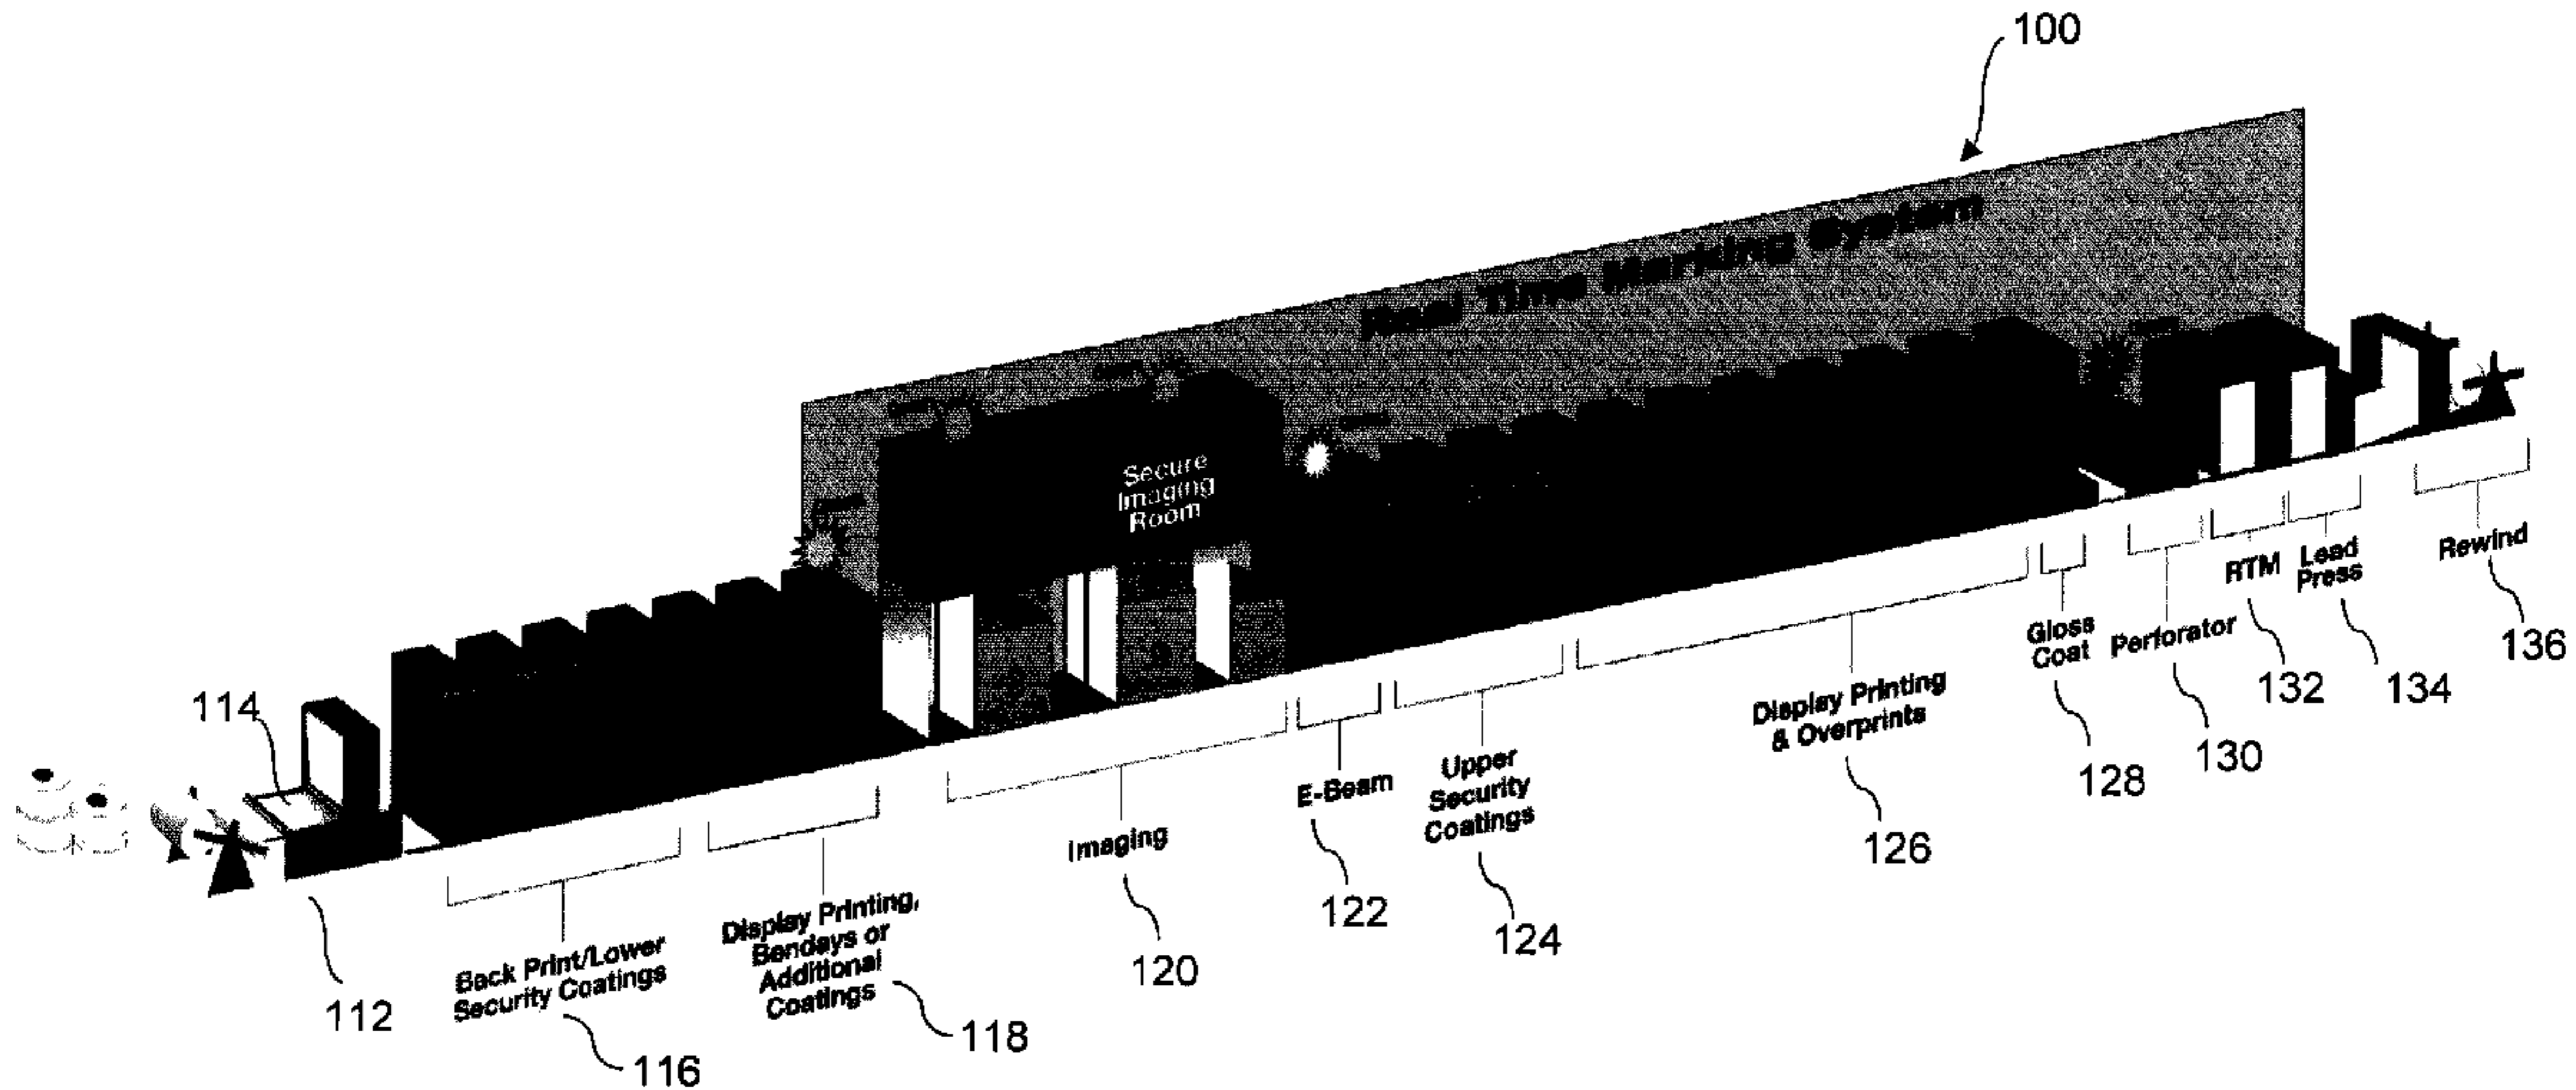 100
Real Time Marking System
Secure
Imaging
Room
114
112
Back Print/Lower
Security Coatings
116
Display Printing,
Bendays or
Additional
Coatings
118
Imaging
120
E-Beam
122
Upper
Security
Coatings
124
Display Printing
& Overprints
126
Gloss
Coat
128
Perforator
130
RTM
132
Lead
Press
134
Rewind
136